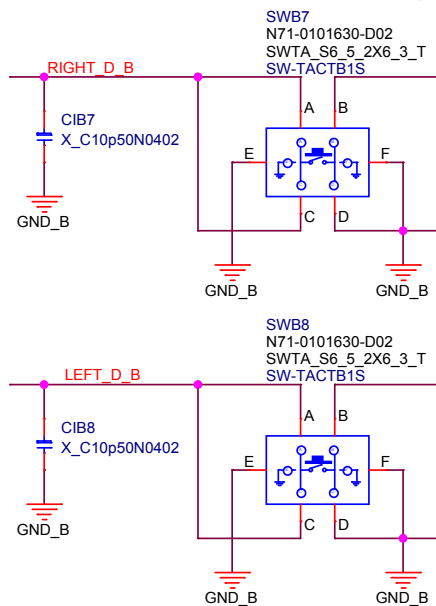 SWB7
N71-0101630-D02
SWTA_S6_5_2X6_3_T
SW-TACTB1S
RIGHT_D_B
CIB7
X_C10p50N0402
GND_B
A
B
E
F
C
D
GND_B
GND_B
SWB8
N71-0101630-D02
SWTA_S6_5_2X6_3_T
SW-TACTB1S
LEFT_D_B
CIB8
X_C10p50N0402
GND_B
A
B
E
F
C
D
GND_B
GND_B